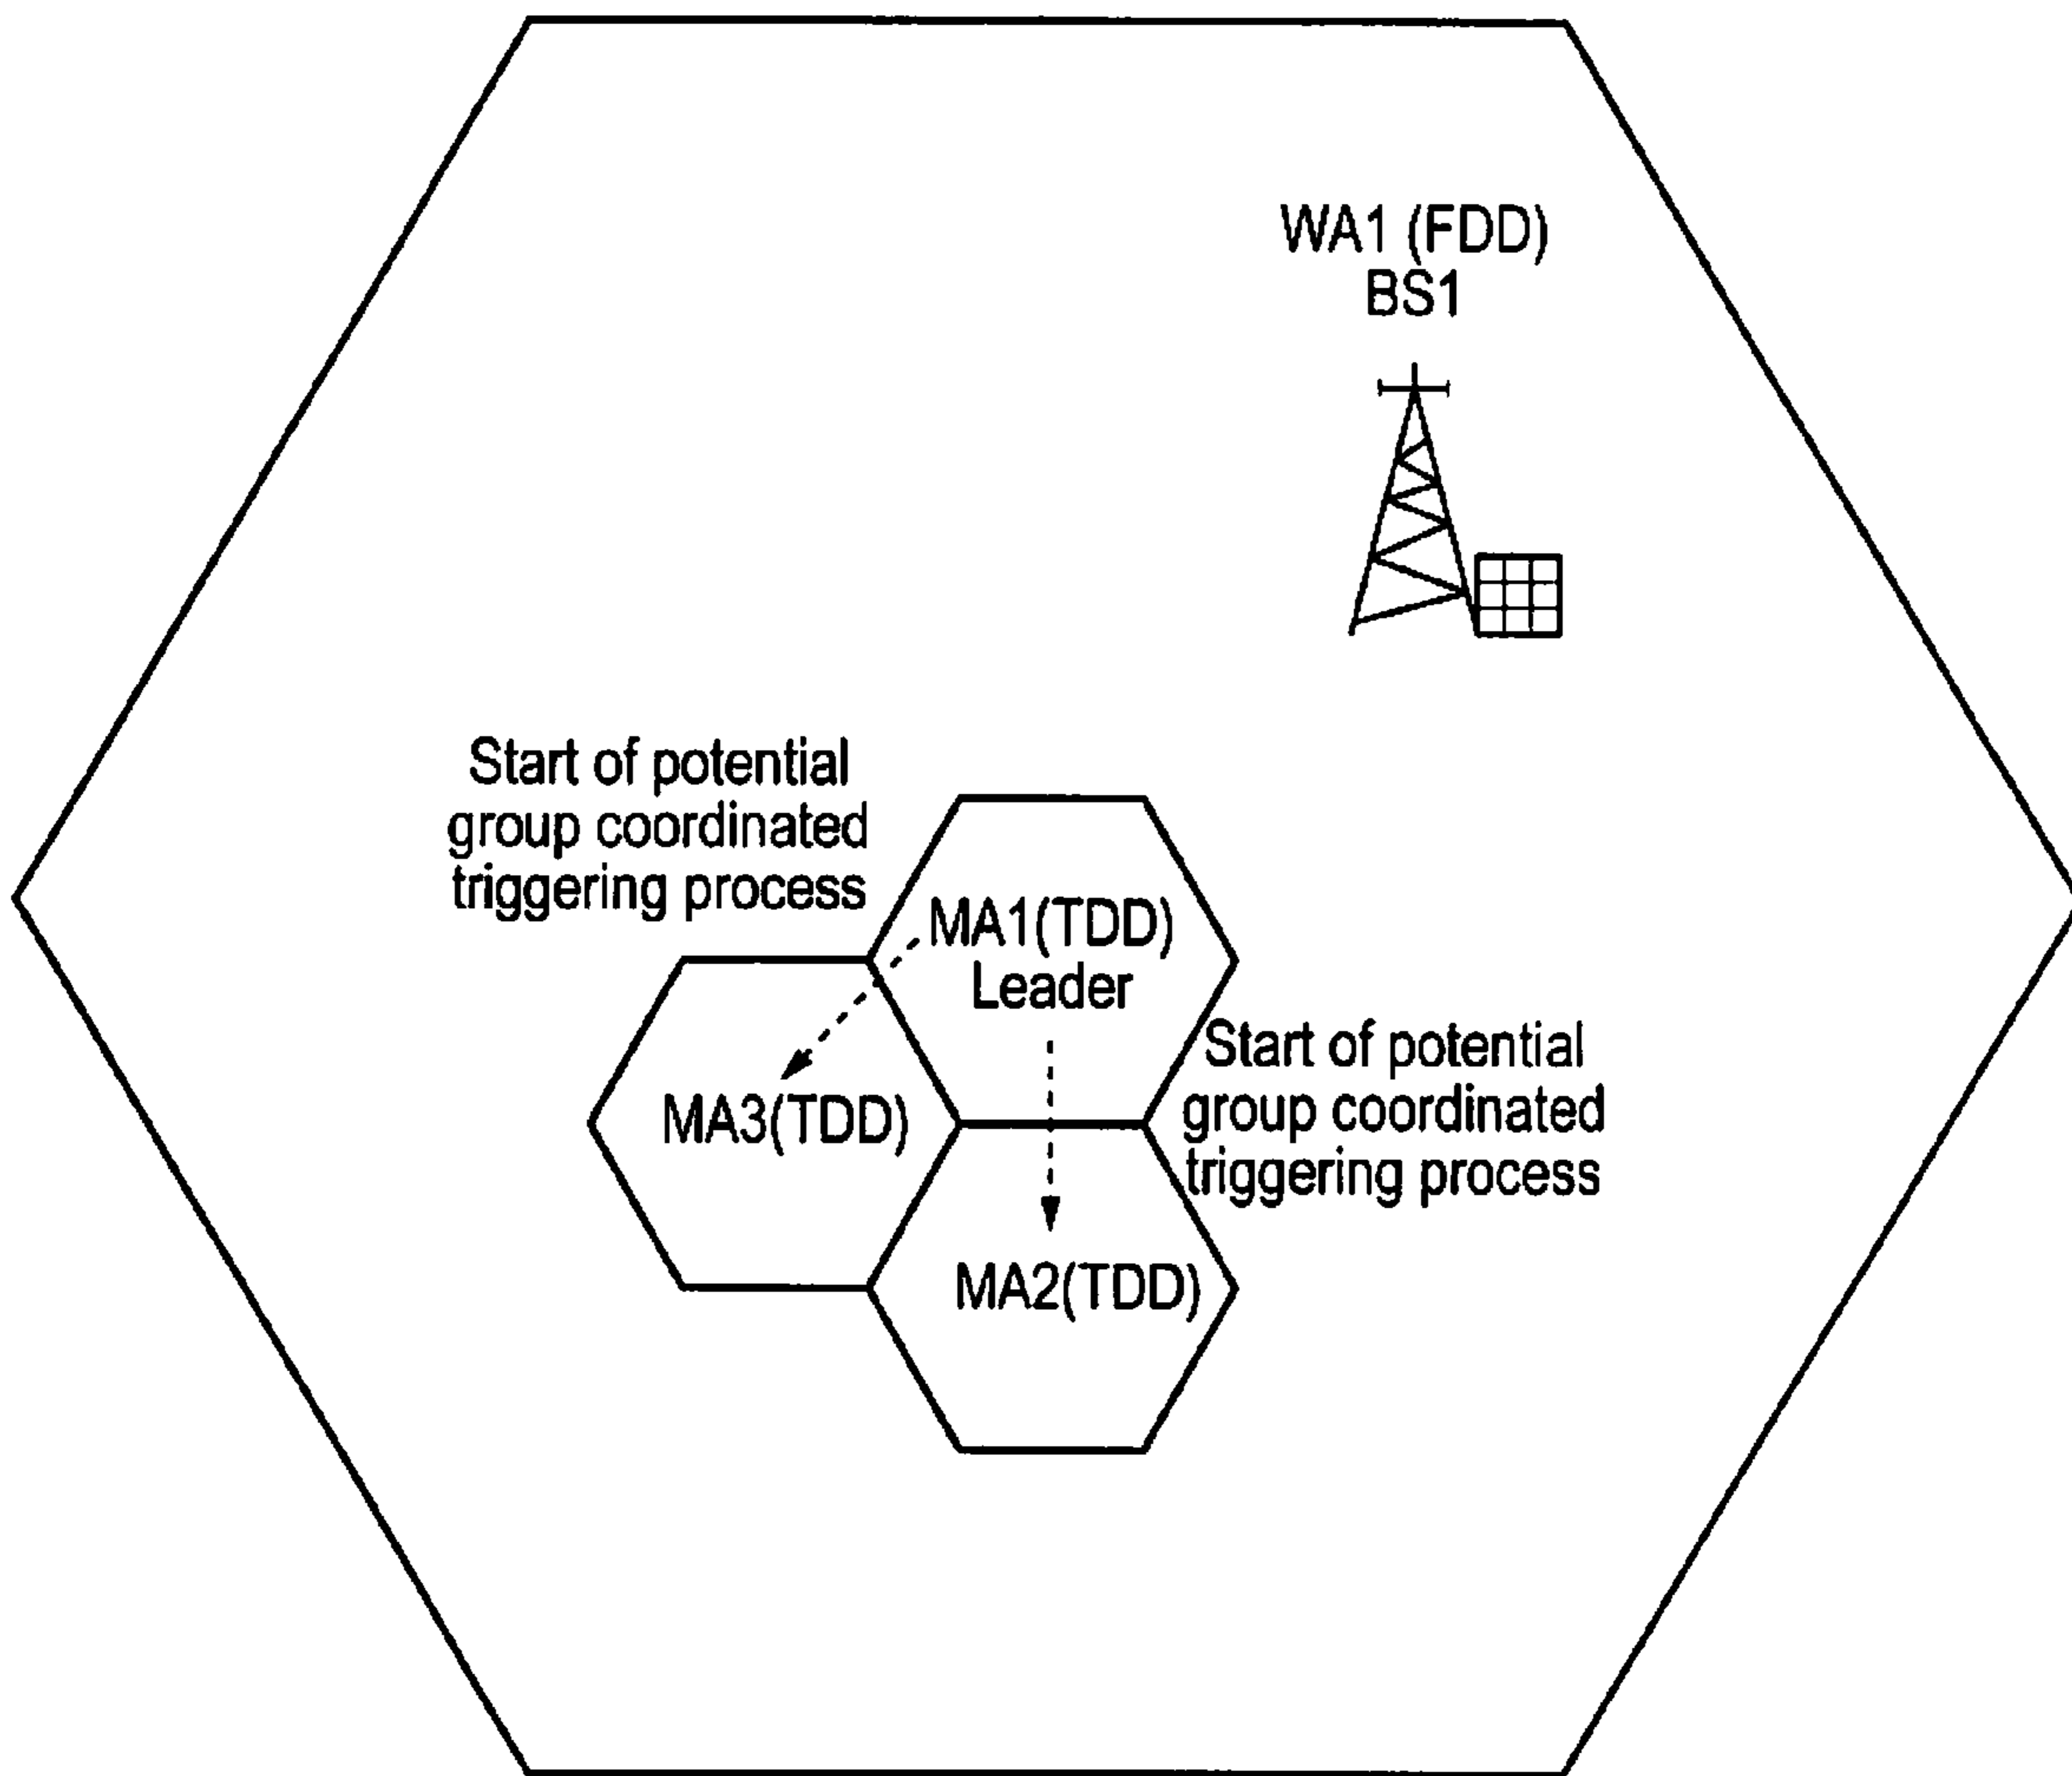 WA1 (FDD)
BS1
Start of potential
group coordinated
triggering process
MA1(TDD)
Leader
Start of potential
group coordinated
triggering process
MA3(TDD)
MA2(TDD)